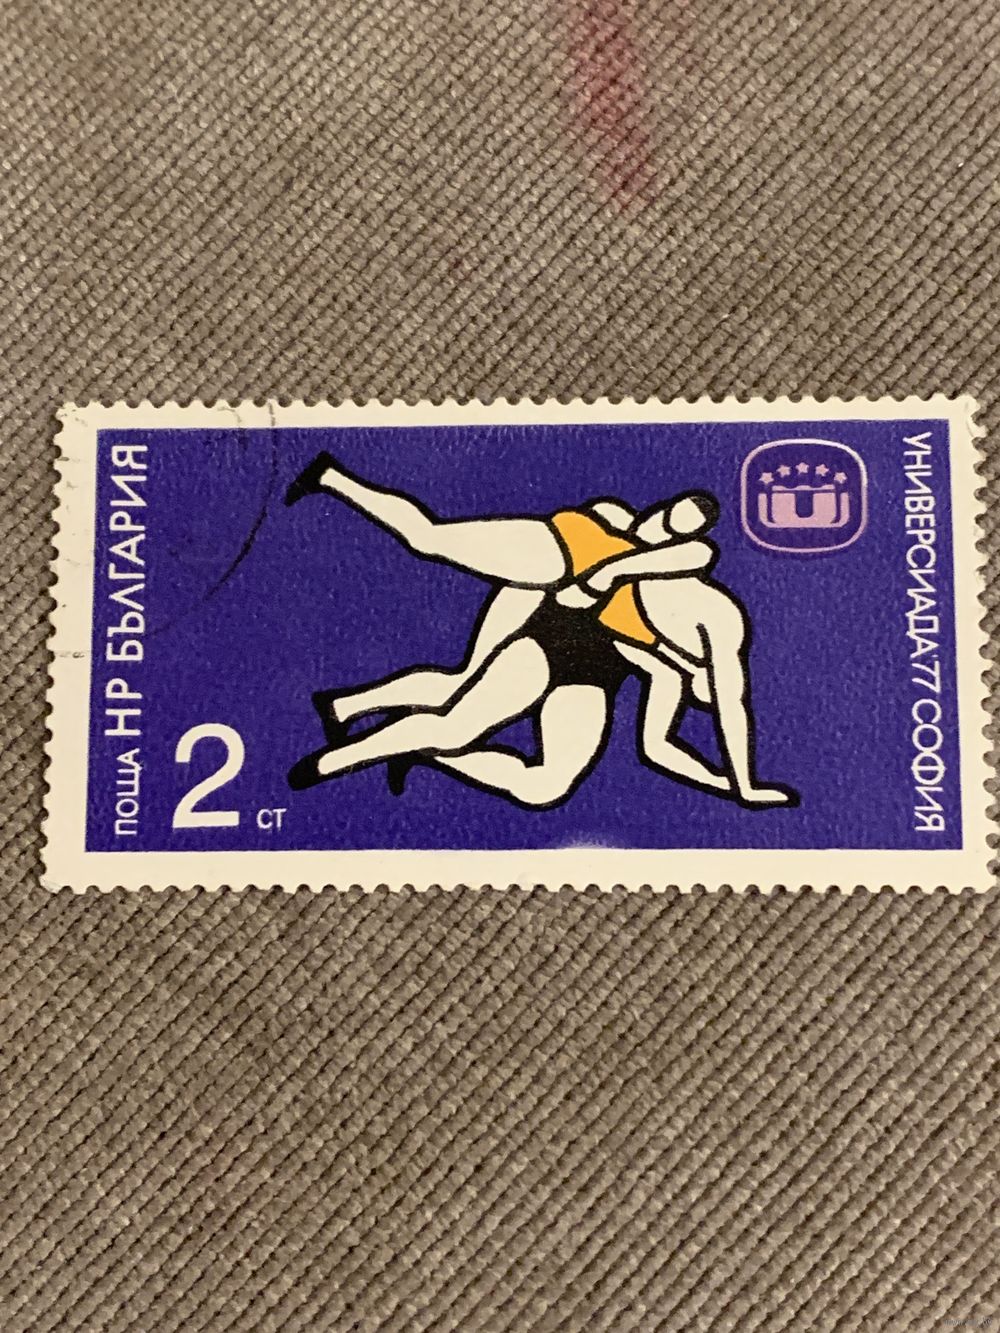 ПОЩА НР БЪЛГАРИЯ
2 СТ
УНИВЕРСИАДА'77 СОФИЯ
U